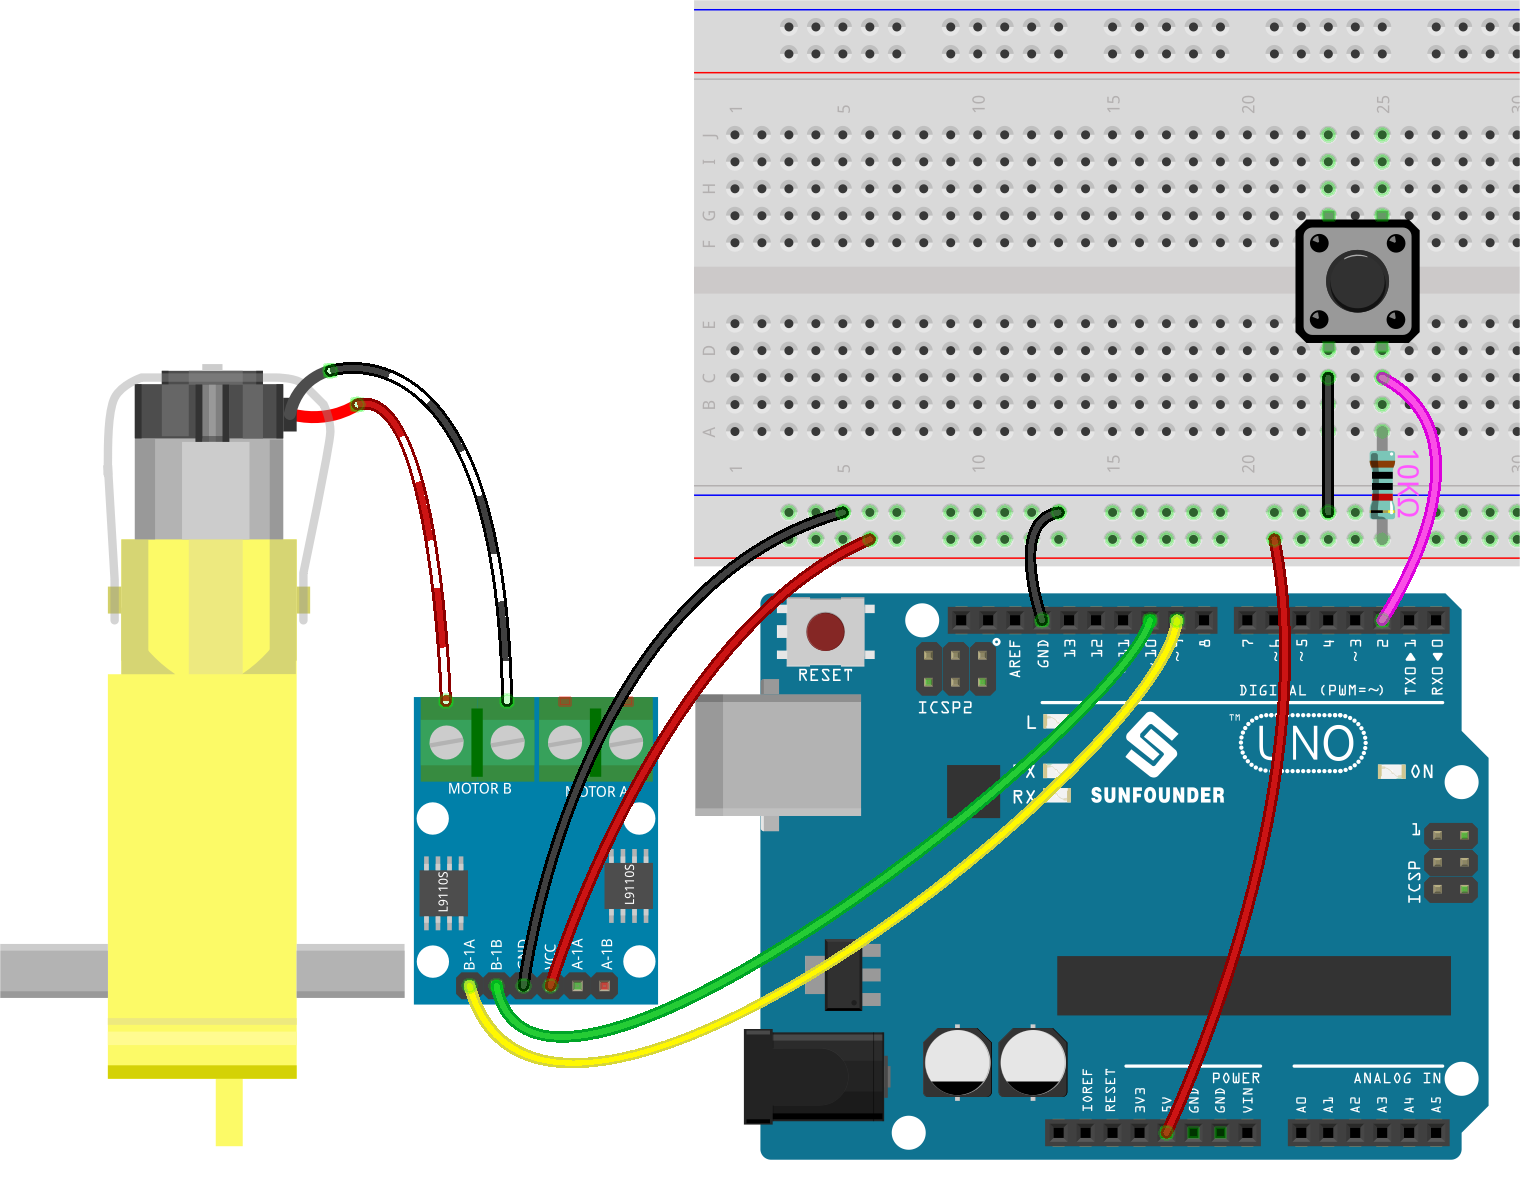 1
5
10
15
20
25
30
J
I
H
G
F
E
D
C
B
A
1
5
10
15
20
30
10KΩ
RESET
ICSP2
AREF
GND
13
12
~11
~10
~9
8
7
~6
~5
4
~3
2
TX0▶1
RX0◀0
DIGITAL (PWM=~)
L
TX
RX
TM
UNO
SUNFOUNDER
ON
1
ICSP
MOTOR B
MOTOR A
L9110S
L9110S
B-1A
B-1B
GND
VCC
A-1A
A-1B
POWER
ANALOG IN
IOREF
RESET
3V3
5V
GND
GND
VIN
A0
A1
A2
A3
A4
A5